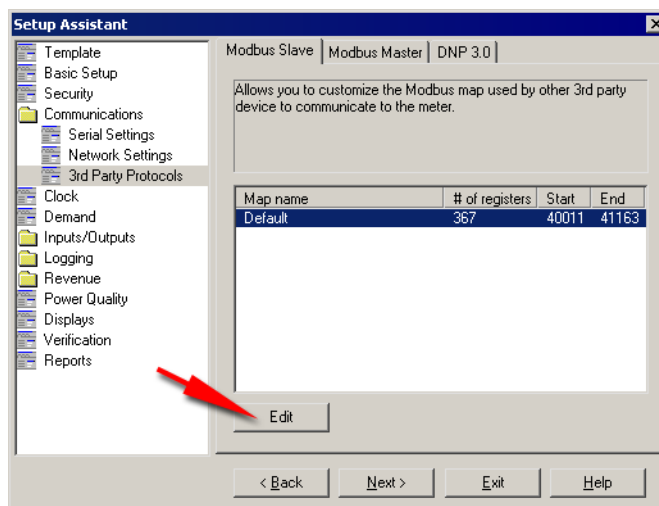 Setup Assistant
Template
Basic Setup
Security
Communications
Serial Settings
Network Settings
3rd Party Protocols
Clock
Demand
Inputs/Outputs
Logging
Revenue
Power Quality
Displays
Verification
Reports
Modbus Slave Modbus Master DNP 3.0
Allows you to customize the Modbus map used by other 3rd party
device to communicate to the meter.
Map name # of registers Start End
Default 367 40011 41163
Edit
< Back Next > Exit Help